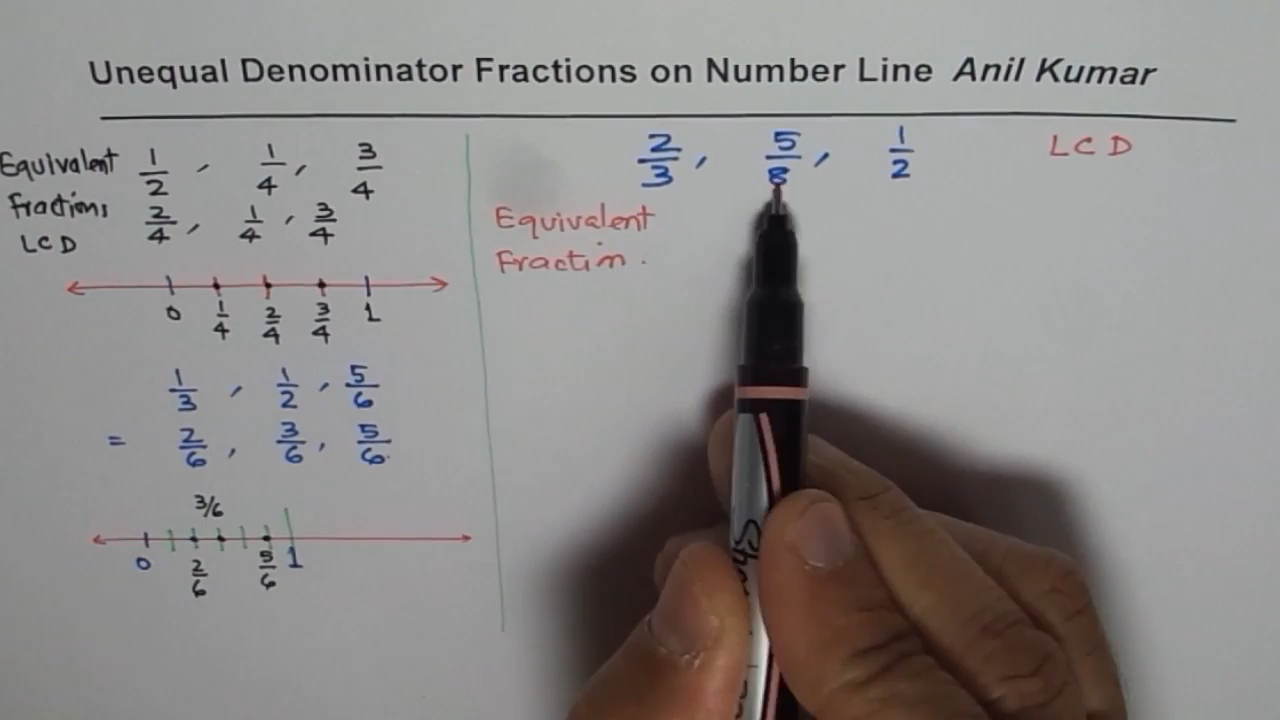 Unequal Denominator Fractions on Number Line Anil Kumar
Equivalent 1/2, 1/4, 3/4
fractions 2/4, 1/4, 3/4
LCD
0 1/4 2/4 3/4 1
1/3, 1/2, 5/6
= 2/6, 3/6, 5/6.
3/6
0 2/6 5/6 1
2/3, 5/8, 1/2 LCD
Equivalent
Fractin.